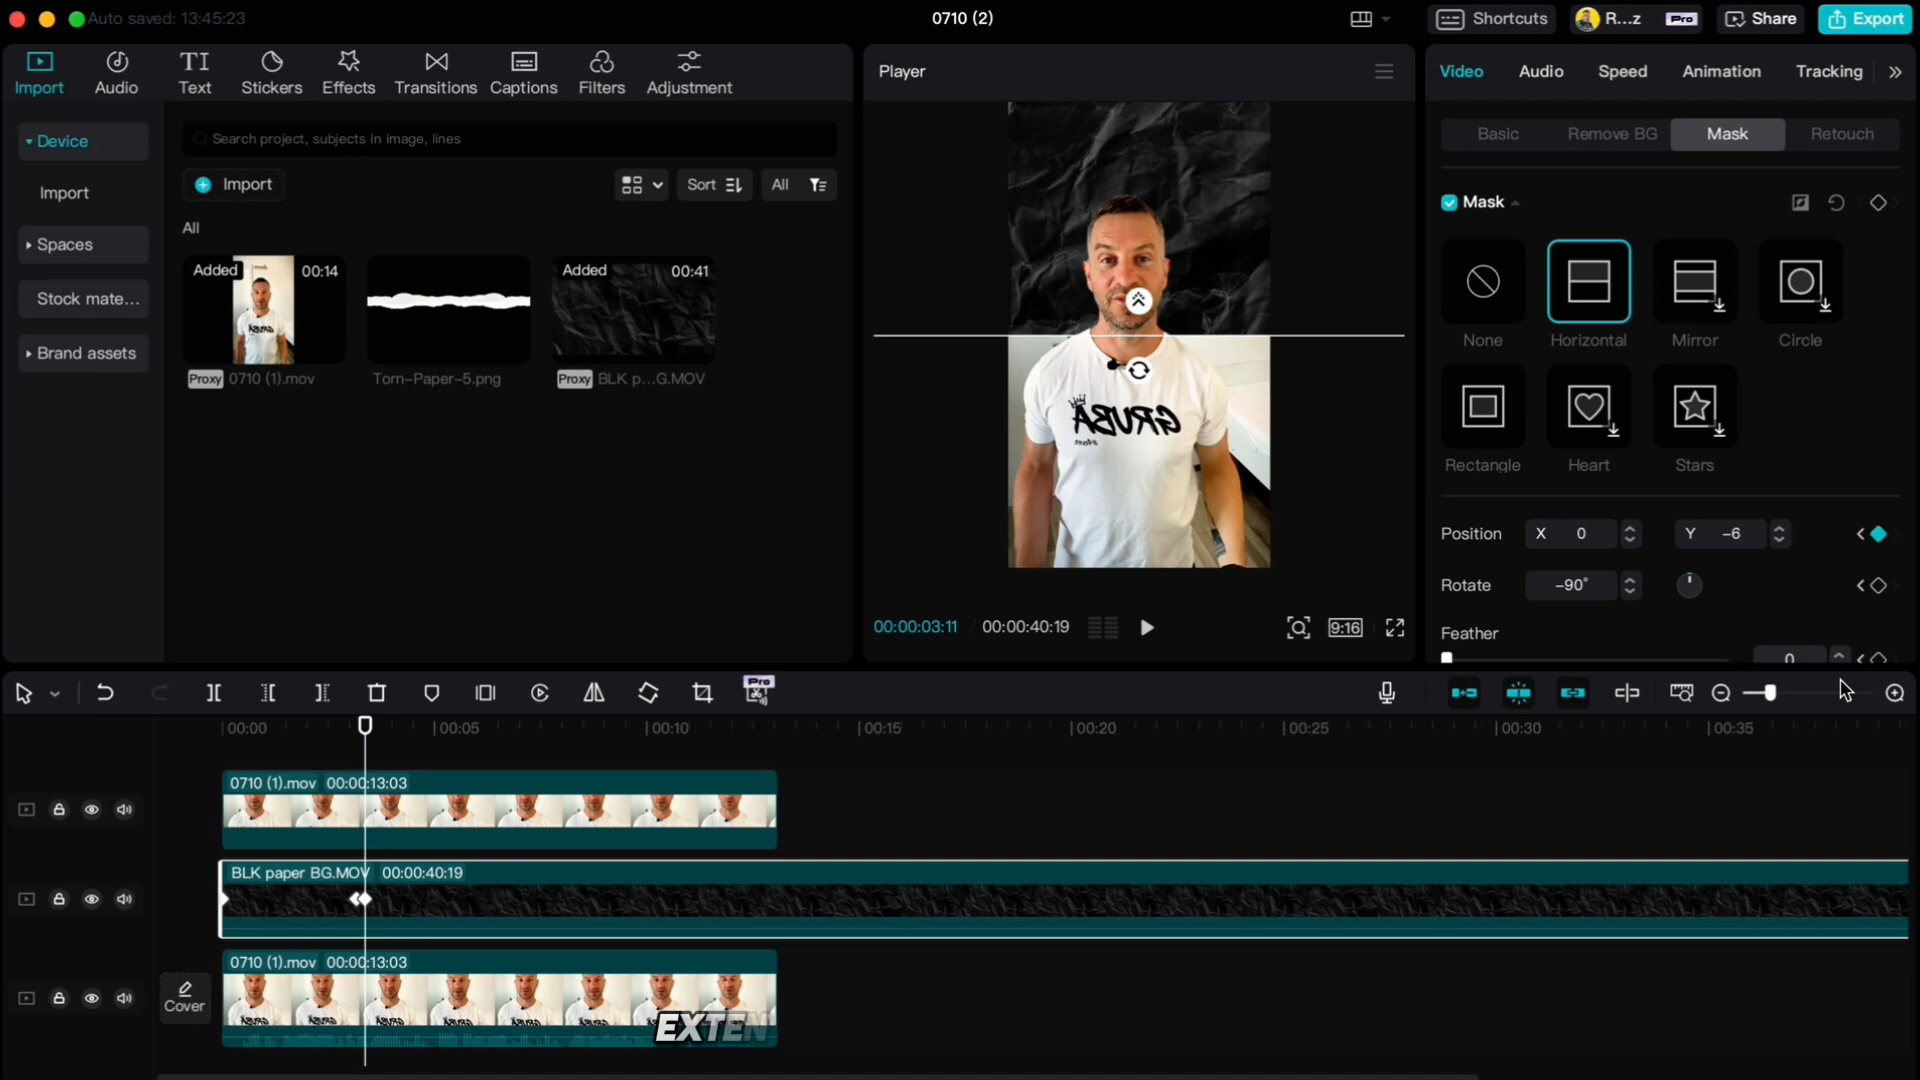 Auto saved: 13:45:23
0710 (2)
Shortcuts
R...z
Pro
Share
Export
Import
Audio
Text
Stickers
Effects
Transitions
Captions
Filters
Adjustment
Device
Import
Spaces
Stock mate...
Brand assets
Search project, subjects in image, lines
Import
Sort
All
All
Added
00:14
Added
00:41
Proxy 0710 (1).mov
Torn-Paper-5.png
Proxy BLK p...G.MOV
Player
GRUBA
00:00:03:11
00:00:40:19
9:16
Video
Audio
Speed
Animation
Tracking
Basic
Remove BG
Mask
Retouch
Mask
None
Horizontal
Mirror
Circle
Rectangle
Heart
Stars
Position
X 0
Y -6
Rotate
-90°
Feather
0
Pro
00:00
00:05
00:10
00:15
00:20
00:25
00:30
00:35
0710 (1).mov 00:00:13:03
BLK paper BG.MOV 00:00:40:19
Cover
0710 (1).mov 00:00:13:03
EXTEN